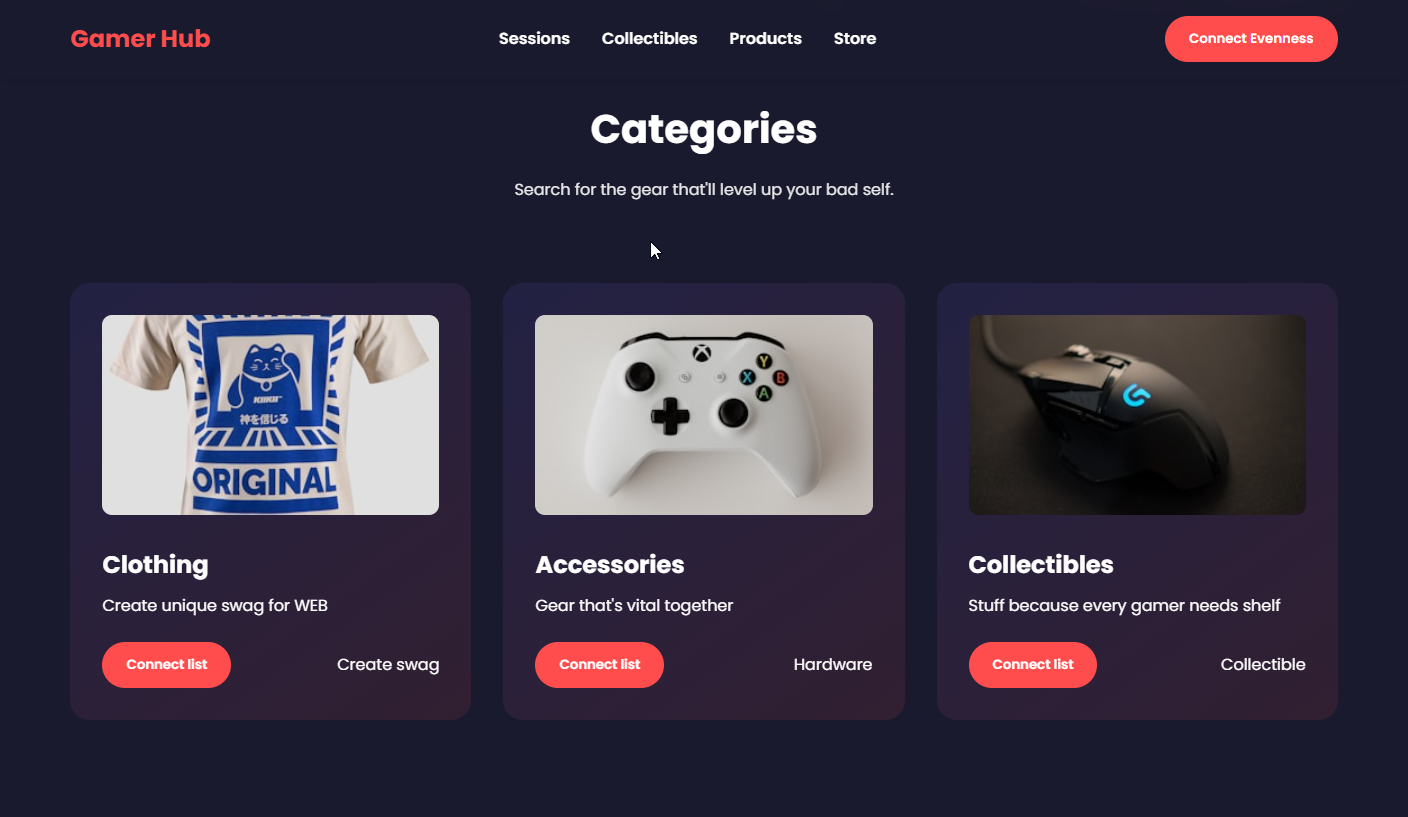 Gamer Hub
Sessions Collectibles Products Store
Connect Evenness
Categories
Search for the gear that'll level up your bad self.
神を信じる
ORIGINAL
X
Y
B
A
Clothing
Create unique swag for WEB
Connect list
Create swag
Accessories
Gear that's vital together
Connect list
Hardware
Collectibles
Stuff because every gamer needs shelf
Connect list
Collectible